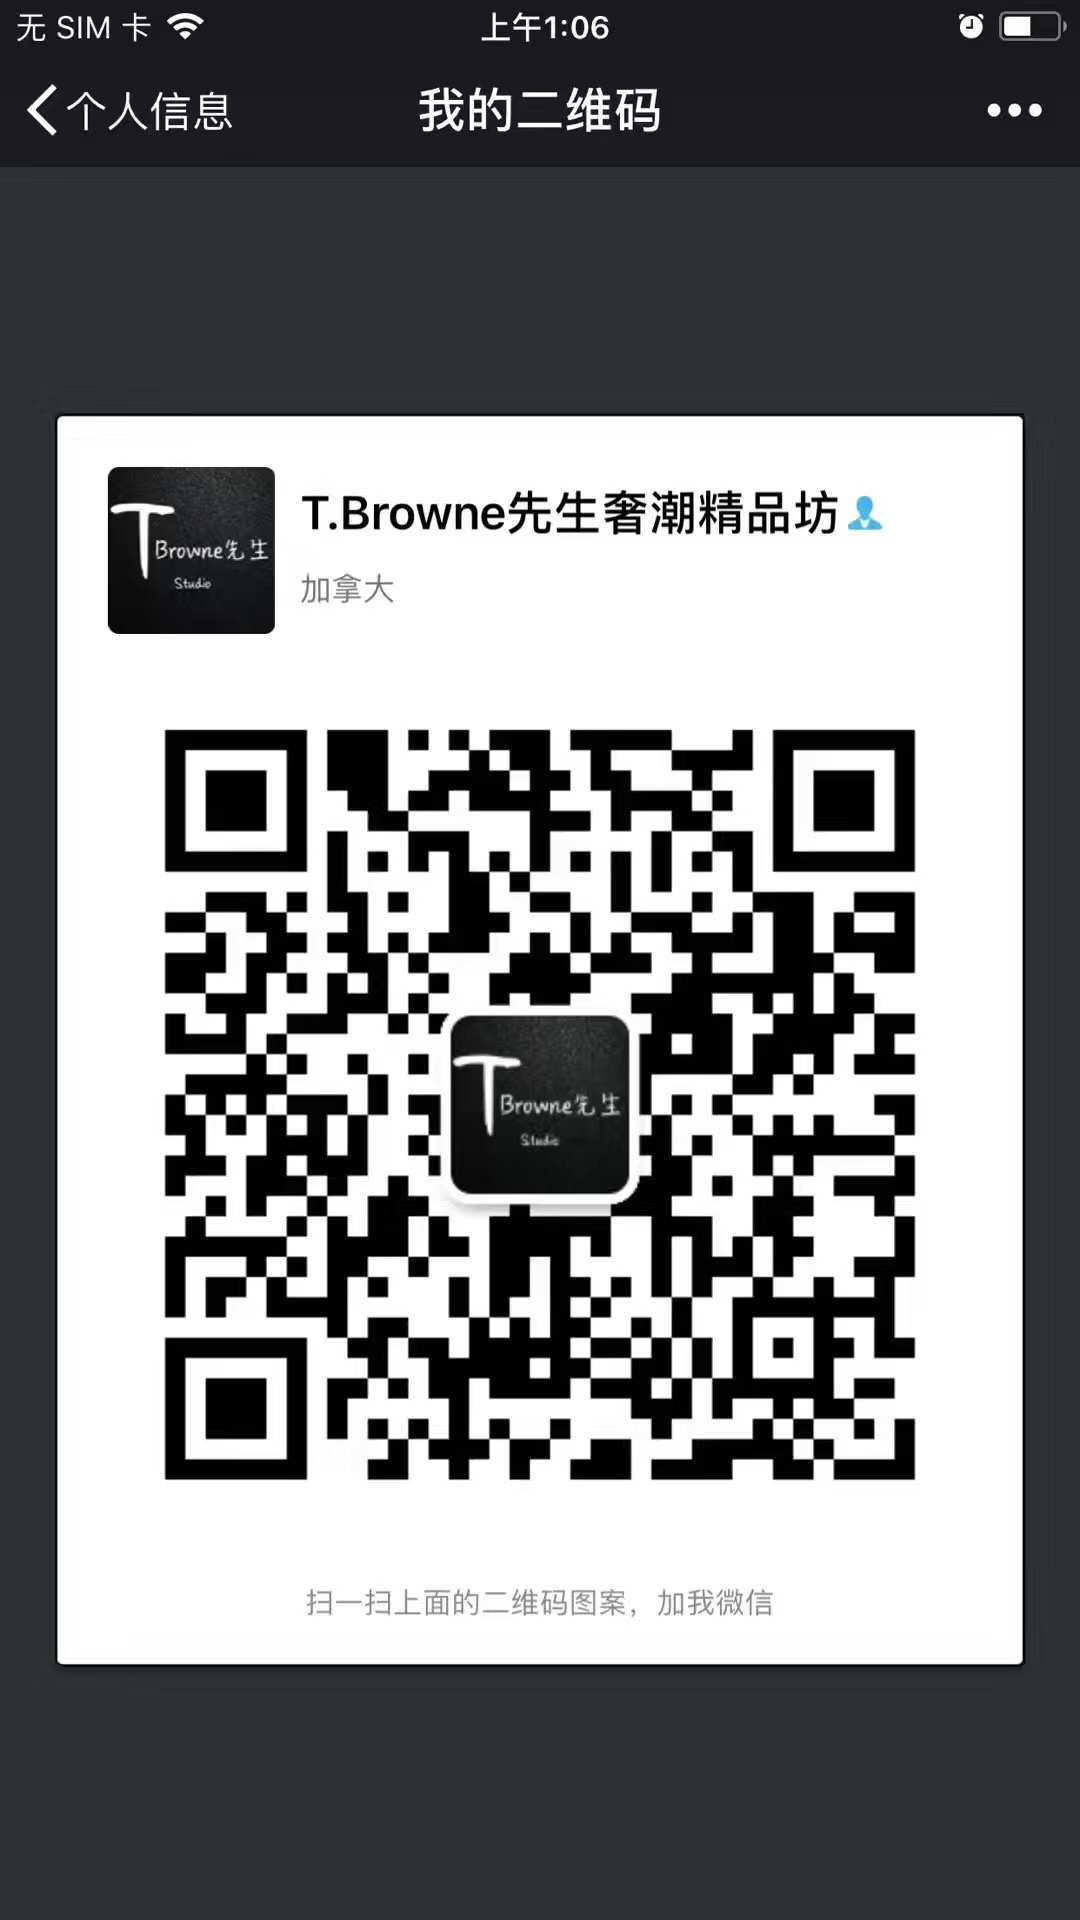 无 SIM 卡 上午1:06
个人信息 我的二维码
T.Browne先生奢潮精品坊
加拿大
T
Browne先生
Studio
T
Browne先生
Studio
扫一扫上面的二维码图案，加我微信